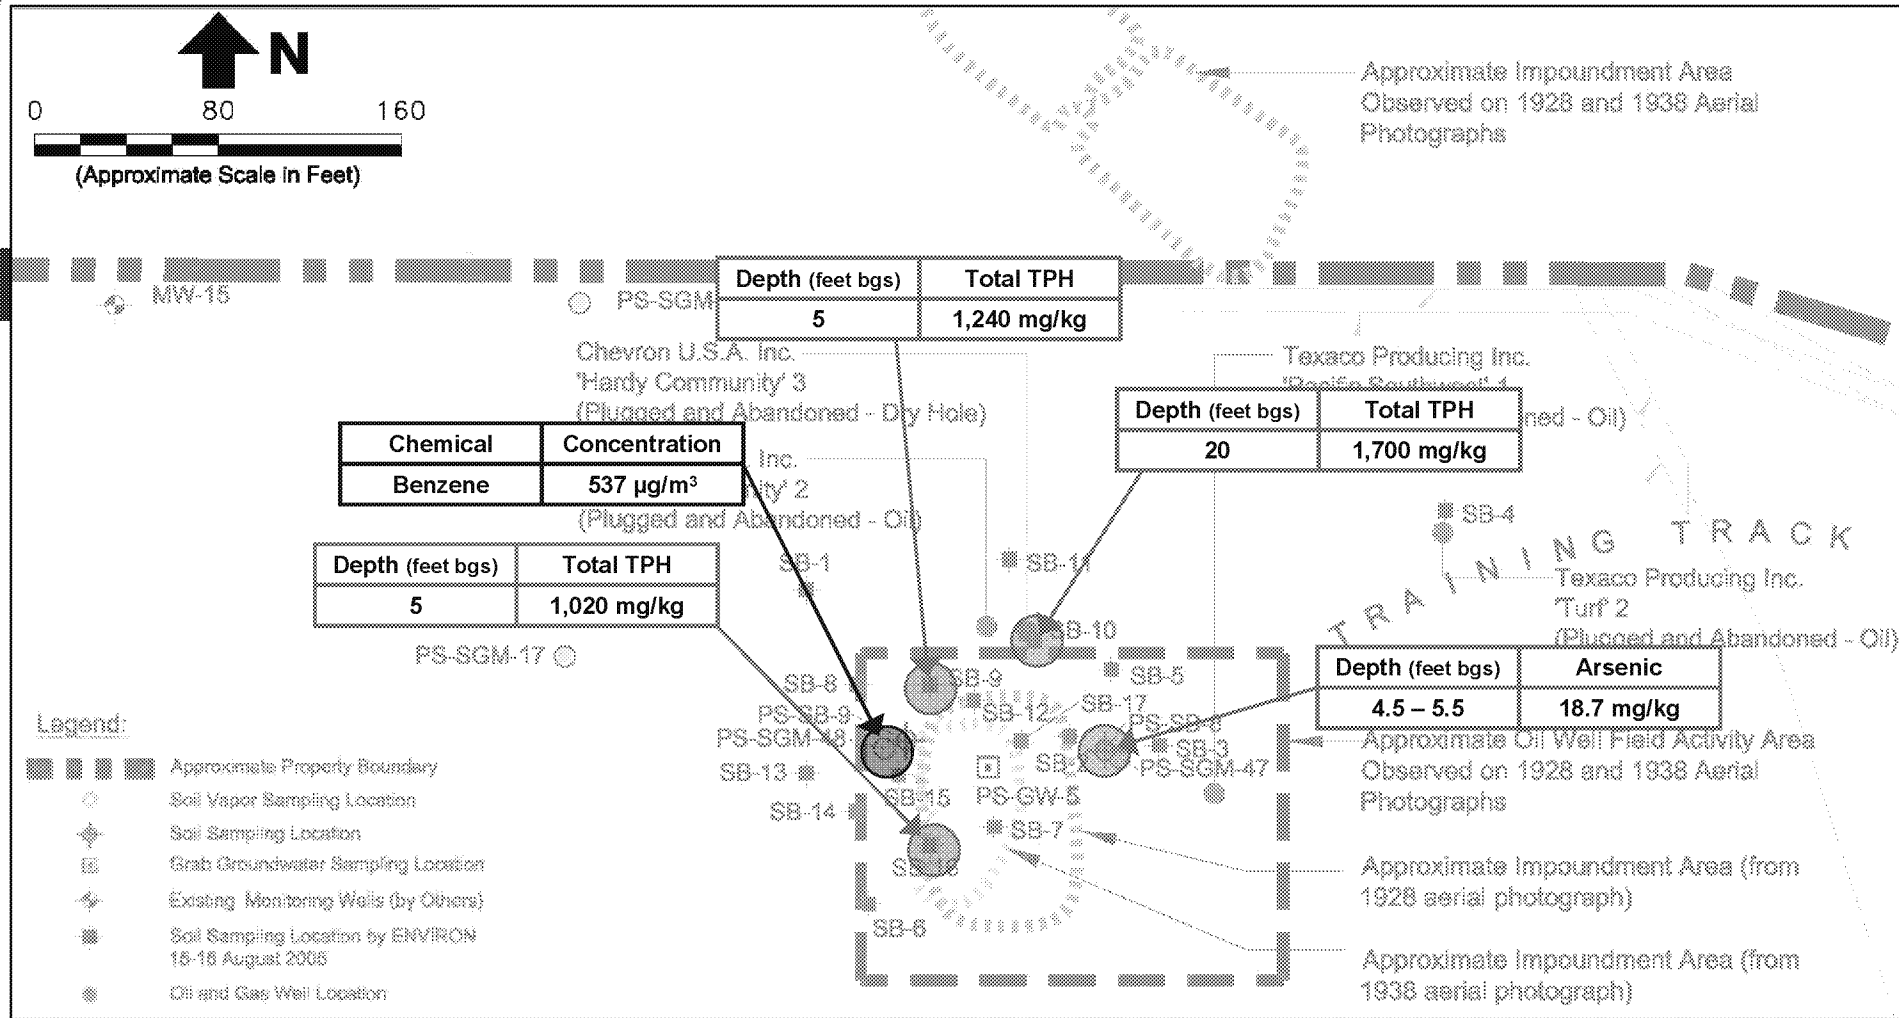 N
0 80 160
(Approximate Scale in Feet)
Approximate Impoundment Area
Observed on 1928 and 1938 Aerial
Photographs
MW-15
PS-SGM
Depth (feet bgs) Total TPH
5 1,240 mg/kg
Chevron U.S.A. Inc.
'Hardy Community' 3
(Plugged and Abandoned - Dry Hole)
Texaco Producing Inc.
'Pacific Southwest' 1
ned - Oil)
Depth (feet bgs) Total TPH
20 1,700 mg/kg
Chemical Concentration
Benzene 537 µg/m³
Inc.
2
(Plugged and Abandoned - Oil)
Depth (feet bgs) Total TPH
5 1,020 mg/kg
SB-1
SB-11
SB-4
TRAINING TRACK
Texaco Producing Inc.
'Turf' 2
(Plugged and Abandoned - Oil)
PS-SGM-17
SB-10
Depth (feet bgs) Arsenic
4.5 – 5.5 18.7 mg/kg
SB-8
SB-9
SB-5
SB-12
SB-17
PS-SB-9
PS-SB-8
PS-SGM-48
SB-3
SB-13
PS-SGM-47
SB-15
PS-GW-5
SB-14
SB-7
SB-6
Approximate Oil Well Field Activity Area
Observed on 1928 and 1938 Aerial
Photographs
Approximate Impoundment Area (from
1928 aerial photograph)
Approximate Impoundment Area (from
1938 aerial photograph)
Legend:
Approximate Property Boundary
Soil Vapor Sampling Location
Soil Sampling Location
Grab Groundwater Sampling Location
Existing Monitoring Wells (by Others)
Soil Sampling Location by ENVIRON
Oil and Gas Well Location